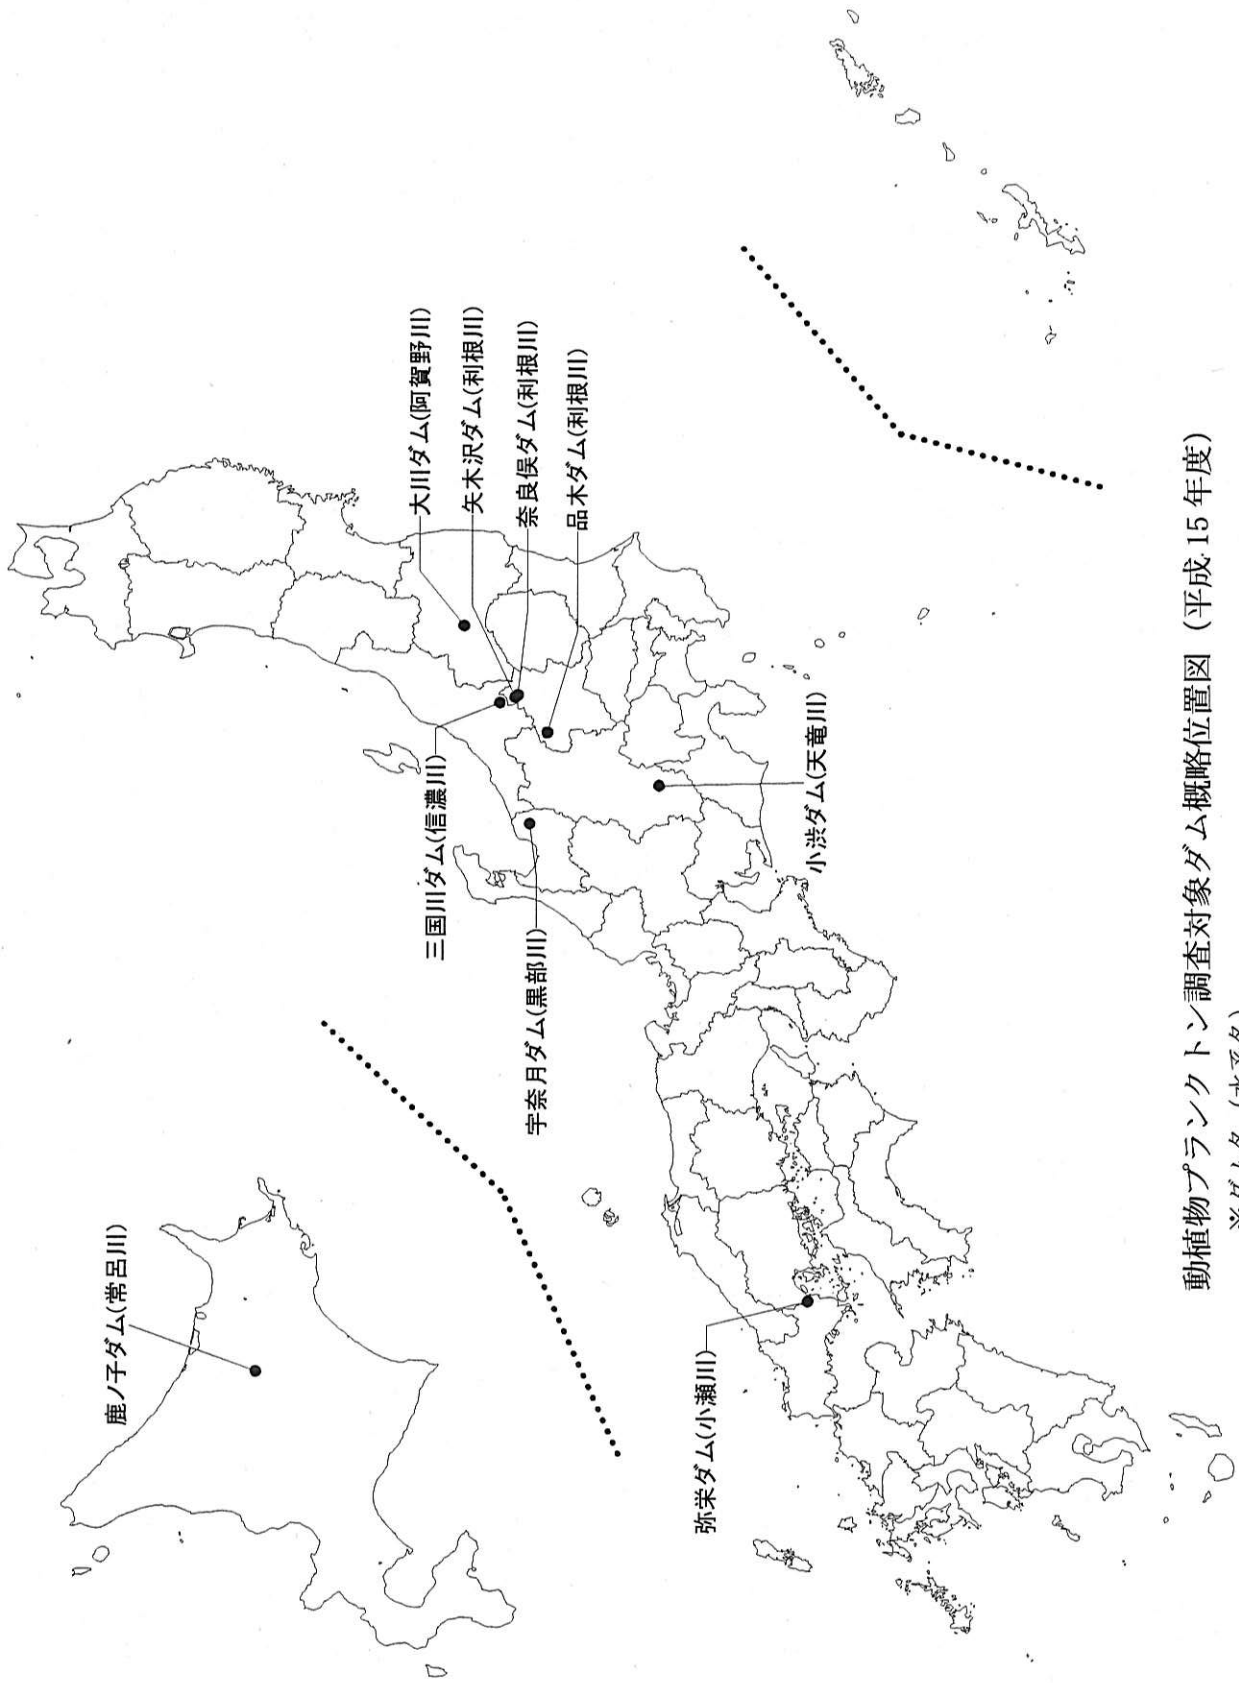 鹿ノ子ダム(常呂川)
大川ダム(阿賀野川)
矢木沢ダム(利根川)
奈良俣ダム(利根川)
品木ダム(利根川)
三国川ダム(信濃川)
宇奈月ダム(黒部川)
小渋ダム(天竜川)
弥栄ダム(小瀬川)
動植物プランクトン調査対象ダム概略位置図（平成.15年度）